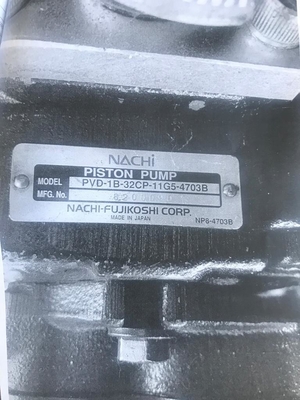 NACHi
PISTON PUMP
MODEL PVD-1B-32CP-11G5-4703B
MFG. No.
NACHI-FUJIKOSHI CORP.
MADE IN JAPAN NP6-4703B